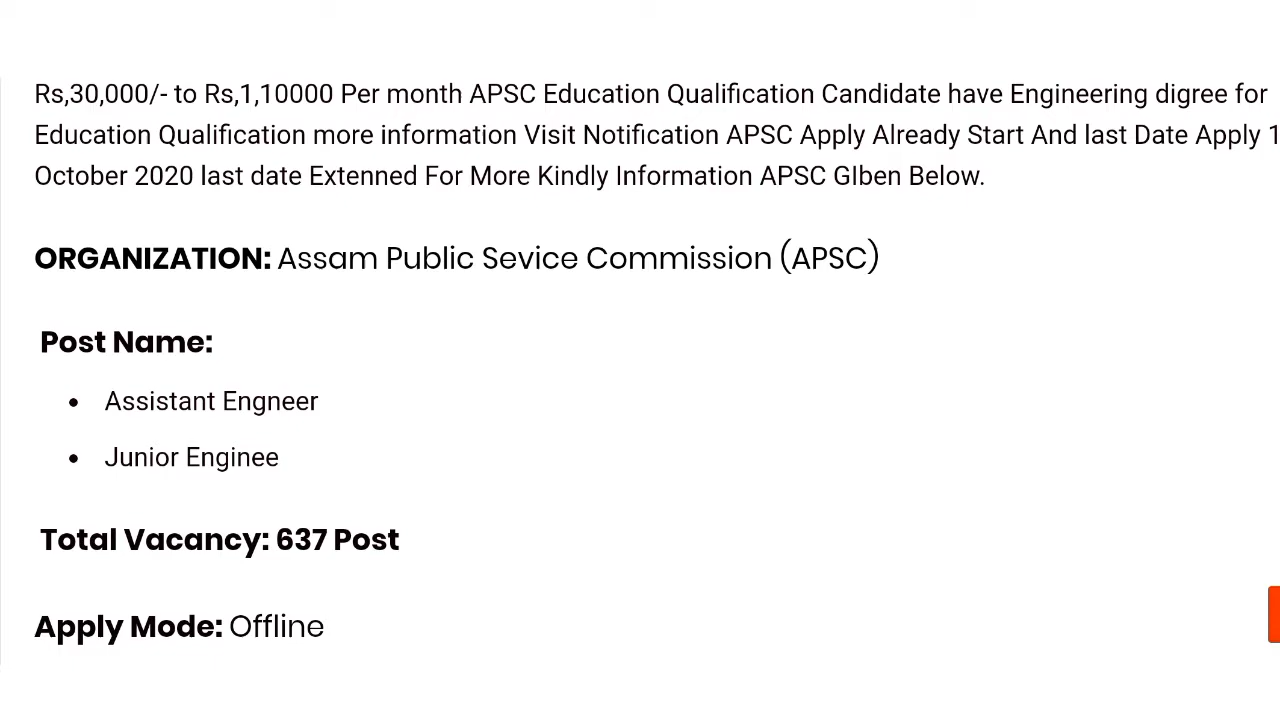 Rs,30,000/- to Rs,1,10000 Per month APSC Education Qualification Candidate have Engineering digree for
Education Qualification more information Visit Notification APSC Apply Already Start And last Date Apply 1
October 2020 last date Extenned For More Kindly Information APSC GIben Below.
ORGANIZATION: Assam Public Sevice Commission (APSC)
Post Name:
• Assistant Engneer
• Junior Enginee
Total Vacancy: 637 Post
Apply Mode: Offline